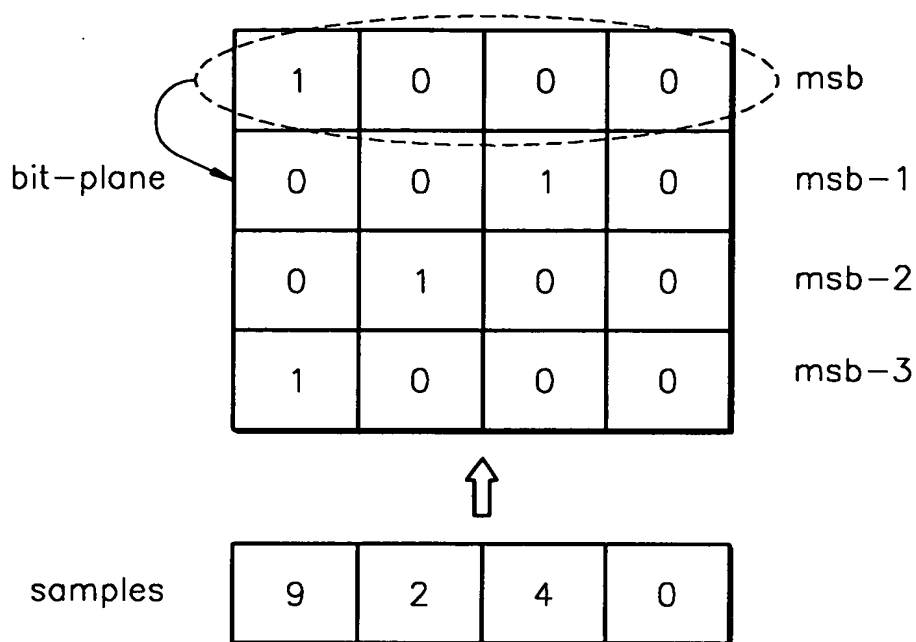 1 0 0 0 msb
bit-plane 0 0 1 0 msb-1
0 1 0 0 msb-2
1 0 0 0 msb-3
samples 9 2 4 0